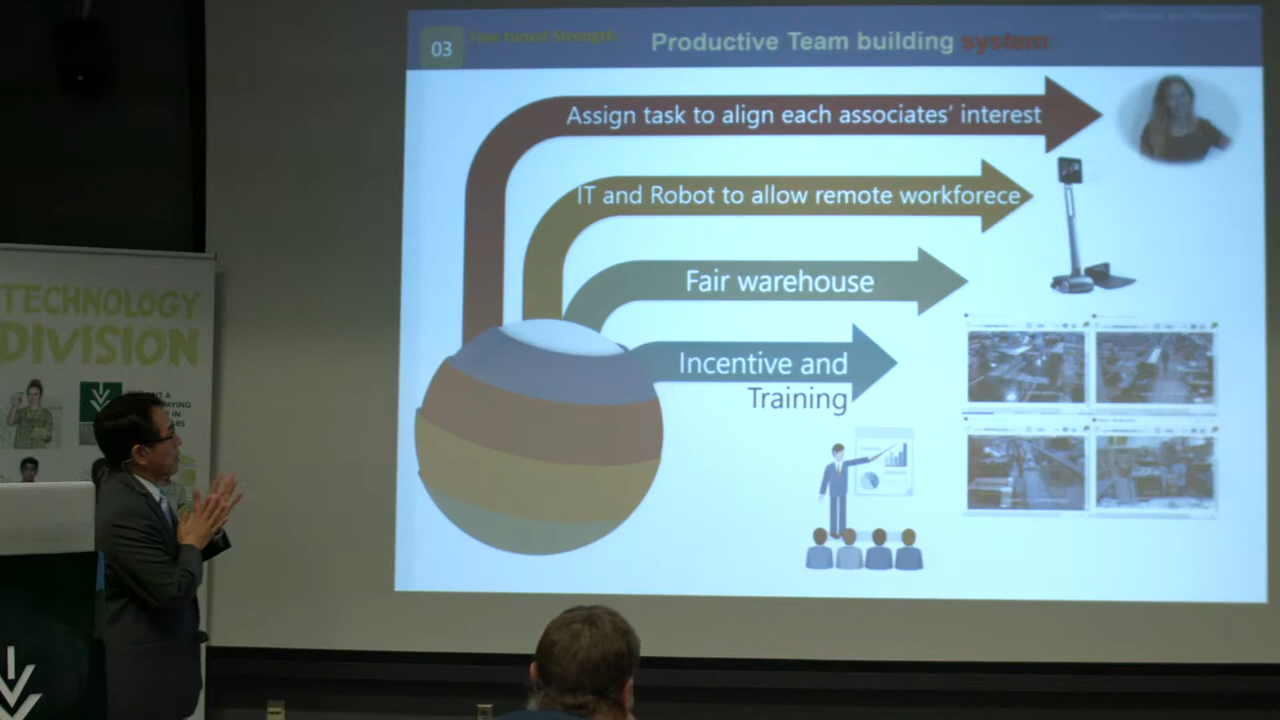 03
Productive Team building system
Assign task to align each associates' interest
IT and Robot to allow remote workforece
Fair warehouse
Incentive and
Training
TECHNOLOGY
DIVISION